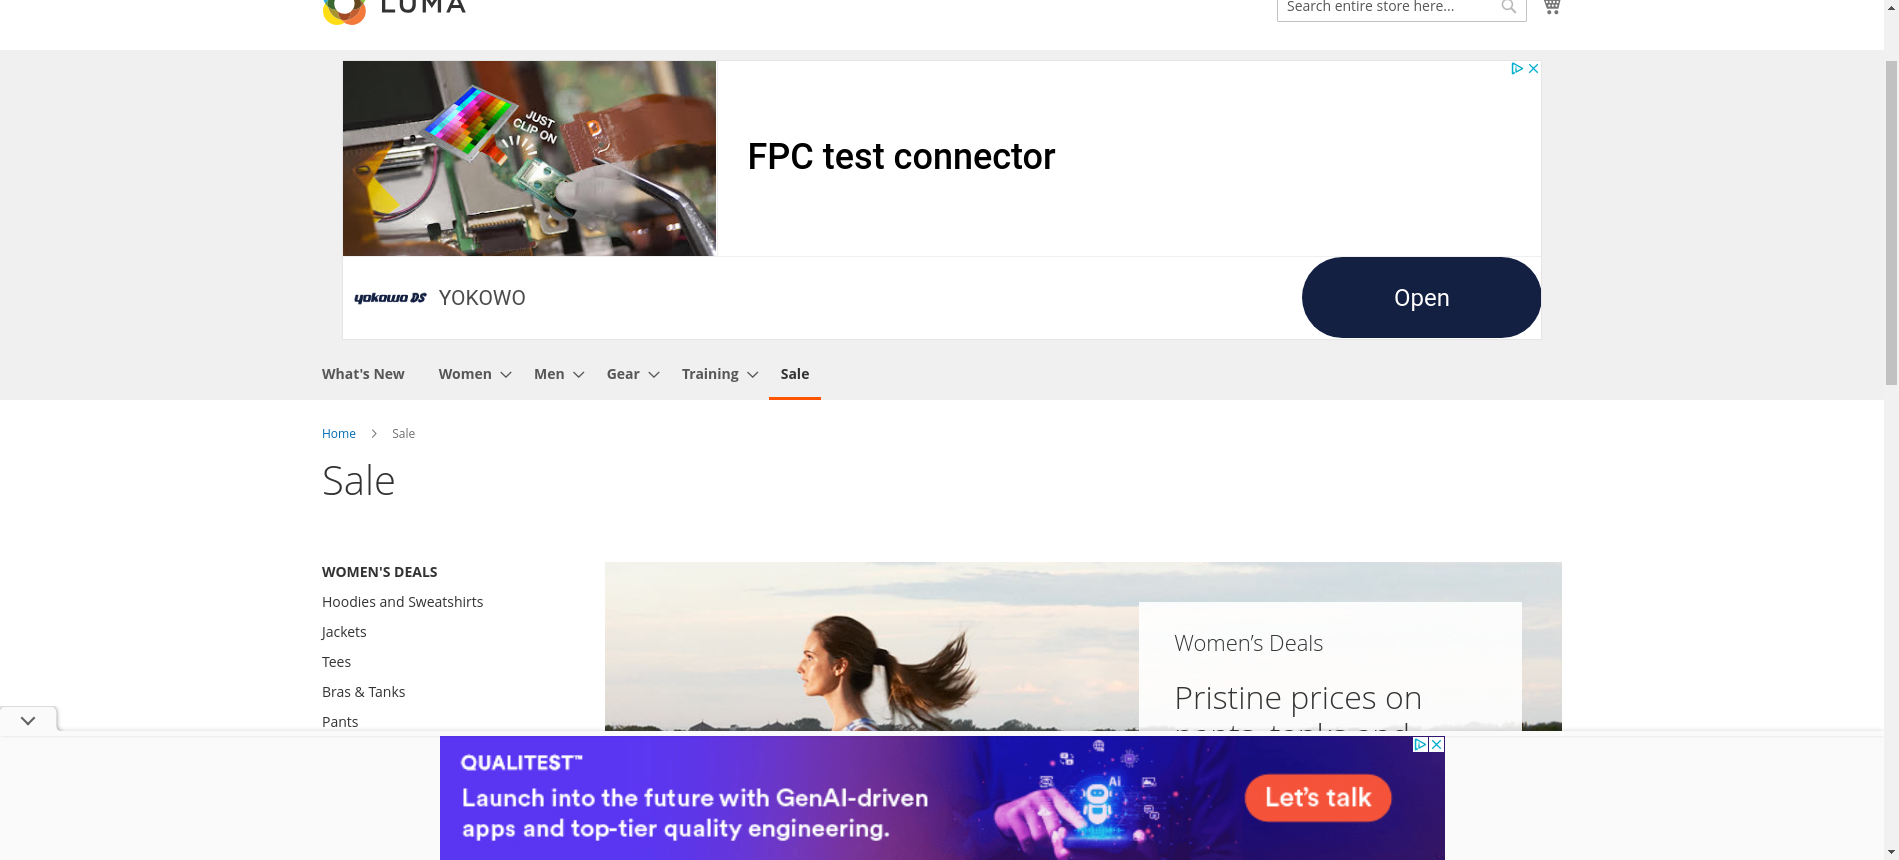 LUMA
Search entire store here...
JUST
CLIP ON
FPC test connector
yokowo DS
YOKOWO
Open
What's New
Women
Men
Gear
Training
Sale
Home
Sale
Sale
WOMEN'S DEALS
Hoodies and Sweatshirts
Jackets
Tees
Bras & Tanks
Pants
Women's Deals
Pristine prices on
pants, tanks and
QUALITEST™
Launch into the future with GenAI-driven
apps and top-tier quality engineering.
Ai
Let's talk